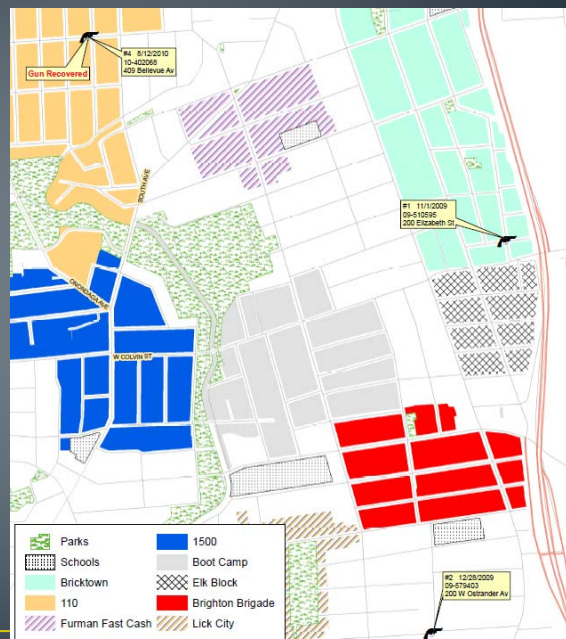 #4 8/12/2010
10-402068
409 Bellevue Av
Gun Recovered
SOUTH AVE
#1 11/1/2009
09-510595
200 Elizabeth St
ONONDAGA AVE
W COLVIN ST
Parks
Schools
Bricktown
110
Furman Fast Cash
1500
Boot Camp
Elk Block
Brighton Brigade
Lick City
#2 12/28/2009
09-579403
200 W Ostrander Av